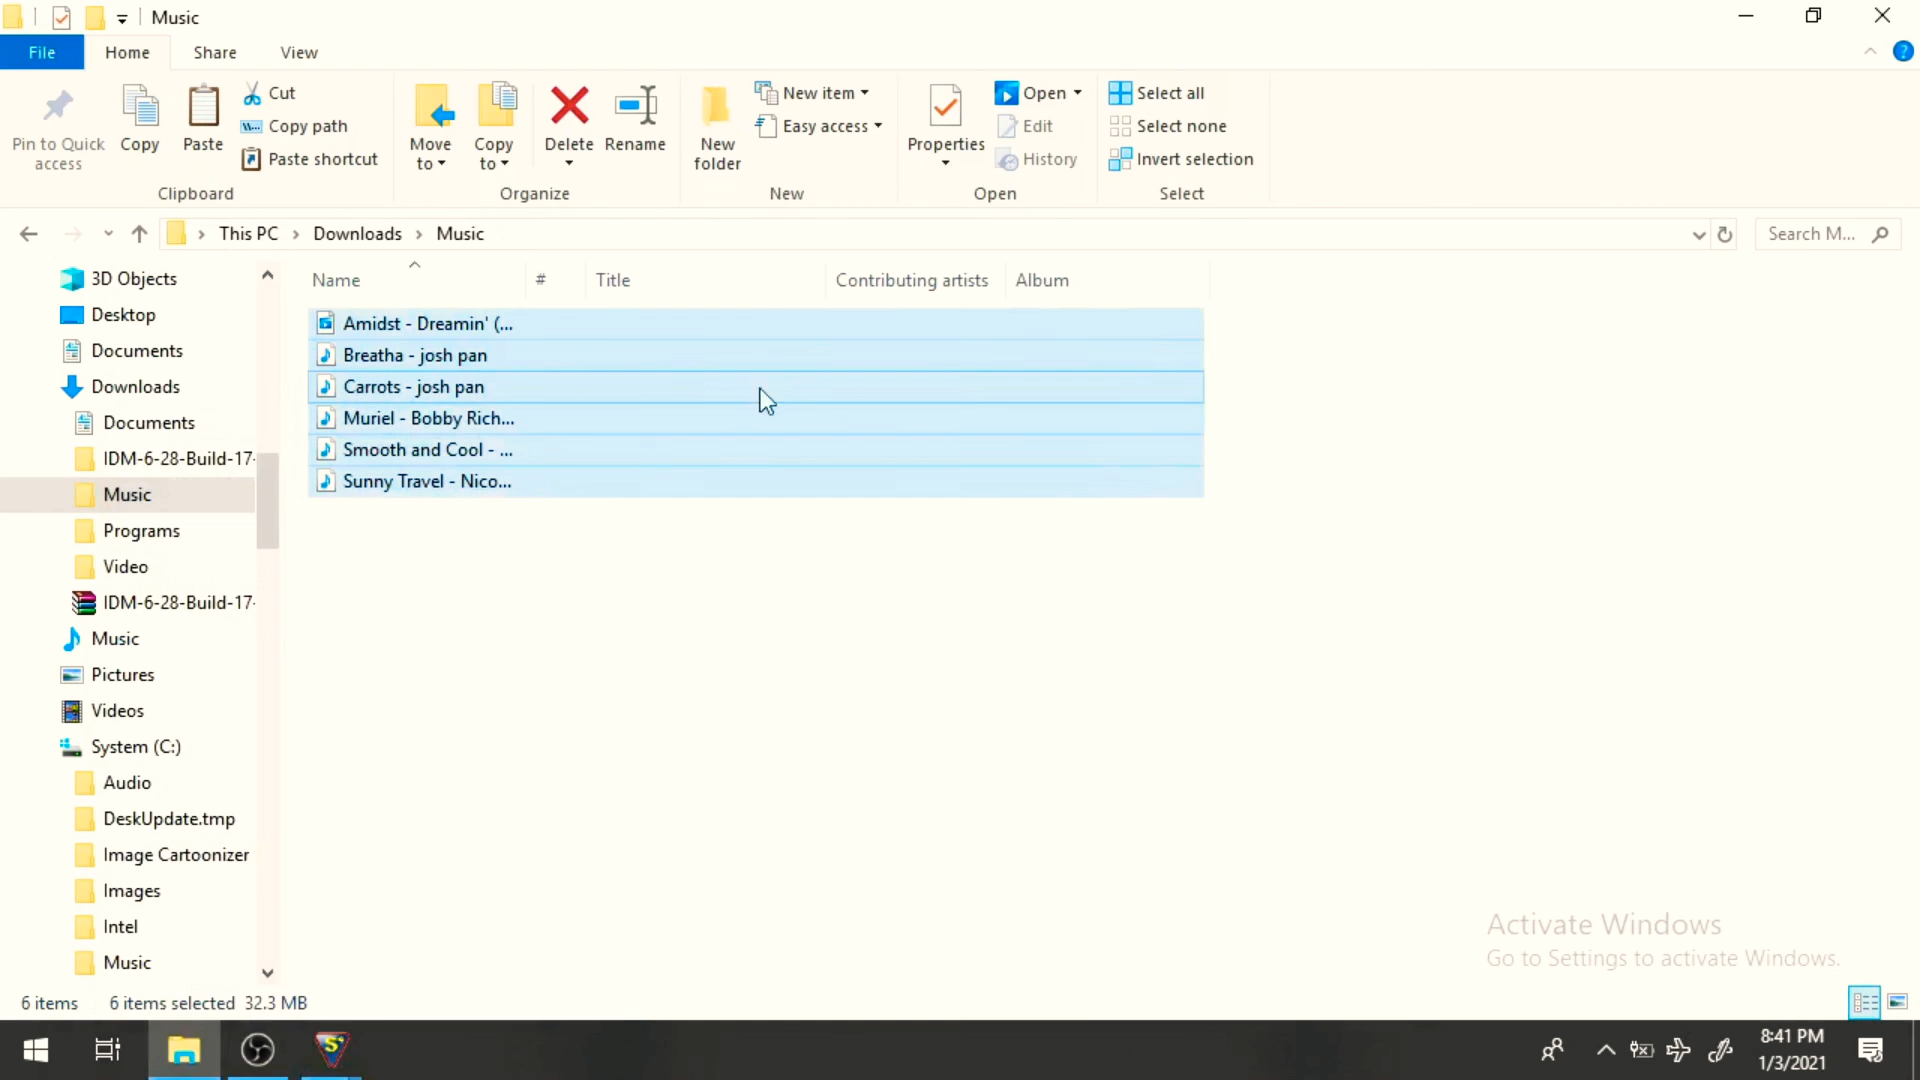 Music
File Home Share View
Pin to Quick access
Copy
Paste
Cut
Copy path
Paste shortcut
Clipboard
Move to
Copy to
Delete
Rename
Organize
New folder
New item
Easy access
New
Properties
Open
Edit
History
Open
Select all
Select none
Invert selection
Select
This PC › Downloads › Music
Search M...
3D Objects
Desktop
Documents
Downloads
Documents
IDM-6-28-Build-17-
Music
Programs
Video
IDM-6-28-Build-17-
Music
Pictures
Videos
System (C:)
Audio
DeskUpdate.tmp
Image Cartoonizer
Images
Intel
Music
Name # Title Contributing artists Album
Amidst - Dreamin' (...
Breatha - josh pan
Carrots - josh pan
Muriel - Bobby Rich...
Smooth and Cool - ...
Sunny Travel - Nico...
Activate Windows
Go to Settings to activate Windows.
6 items 6 items selected 32.3 MB
8:41 PM
1/3/2021